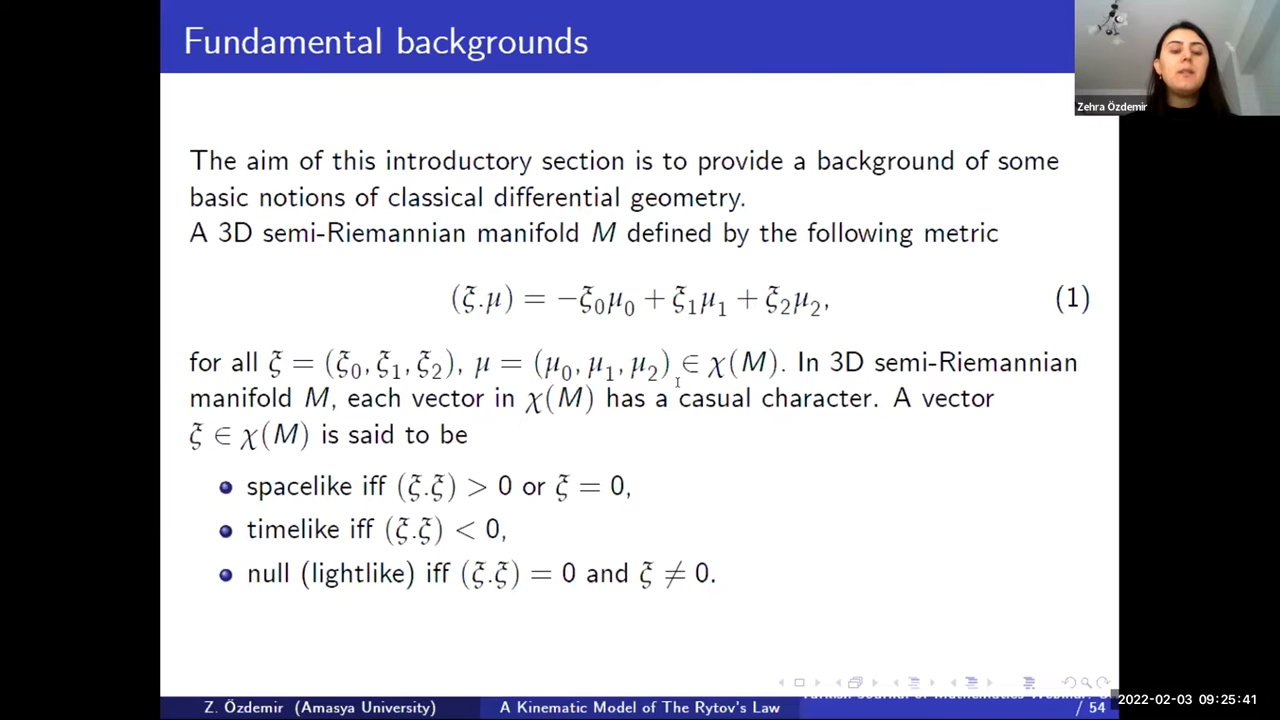 Fundamental backgrounds
Zehra Özdemir
The aim of this introductory section is to provide a background of some
basic notions of classical differential geometry.
A 3D semi-Riemannian manifold M defined by the following metric
(ξ.μ) = −ξ₀μ₀ + ξ₁μ₁ + ξ₂μ₂, (1)
for all ξ = (ξ₀, ξ₁, ξ₂), μ = (μ₀, μ₁, μ₂) ∈ χ(M). In 3D semi-Riemannian
manifold M, each vector in χ(M) has a casual character. A vector
ξ ∈ χ(M) is said to be
spacelike iff (ξ.ξ) > 0 or ξ = 0,
timelike iff (ξ.ξ) < 0,
null (lightlike) iff (ξ.ξ) = 0 and ξ ≠ 0.
Z. Özdemir (Amasya University) A Kinematic Model of The Rytov's Law / 54
2022-02-03 09:25:41